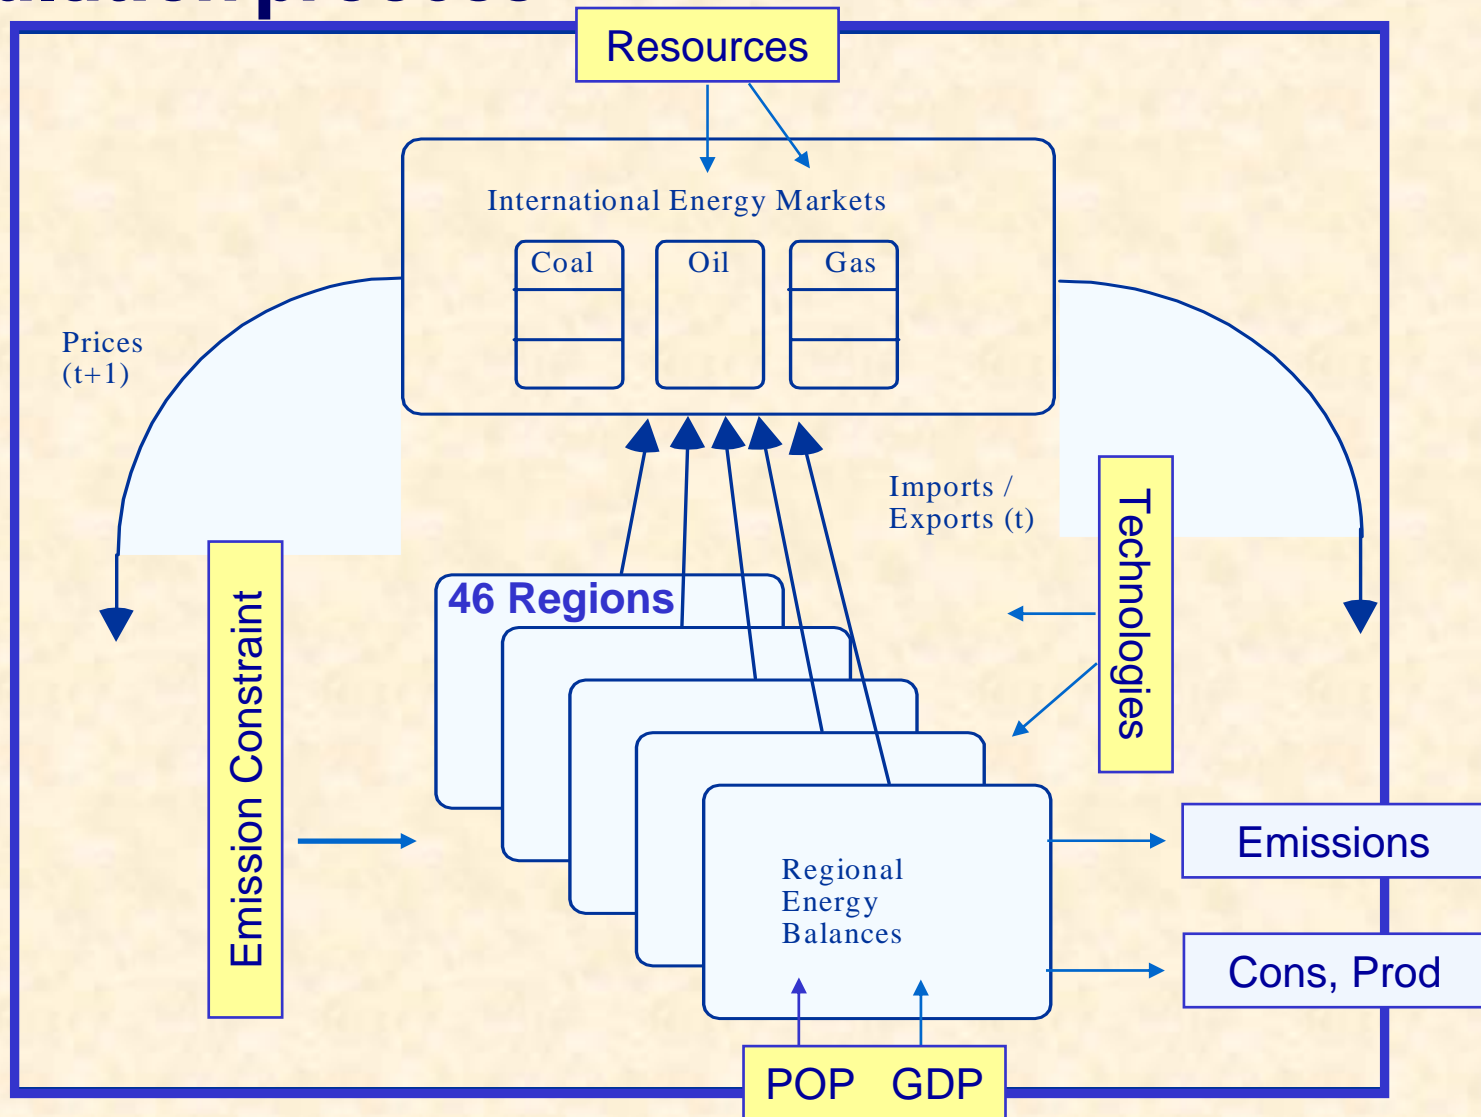 process
Resources
International Energy Markets
Coal
Oil
Gas
Prices
(t+1)
Imports /
Exports (t)
Technologies
46 Regions
Emission Constraint
Regional
Energy
Balances
Emissions
Cons, Prod
POP GDP